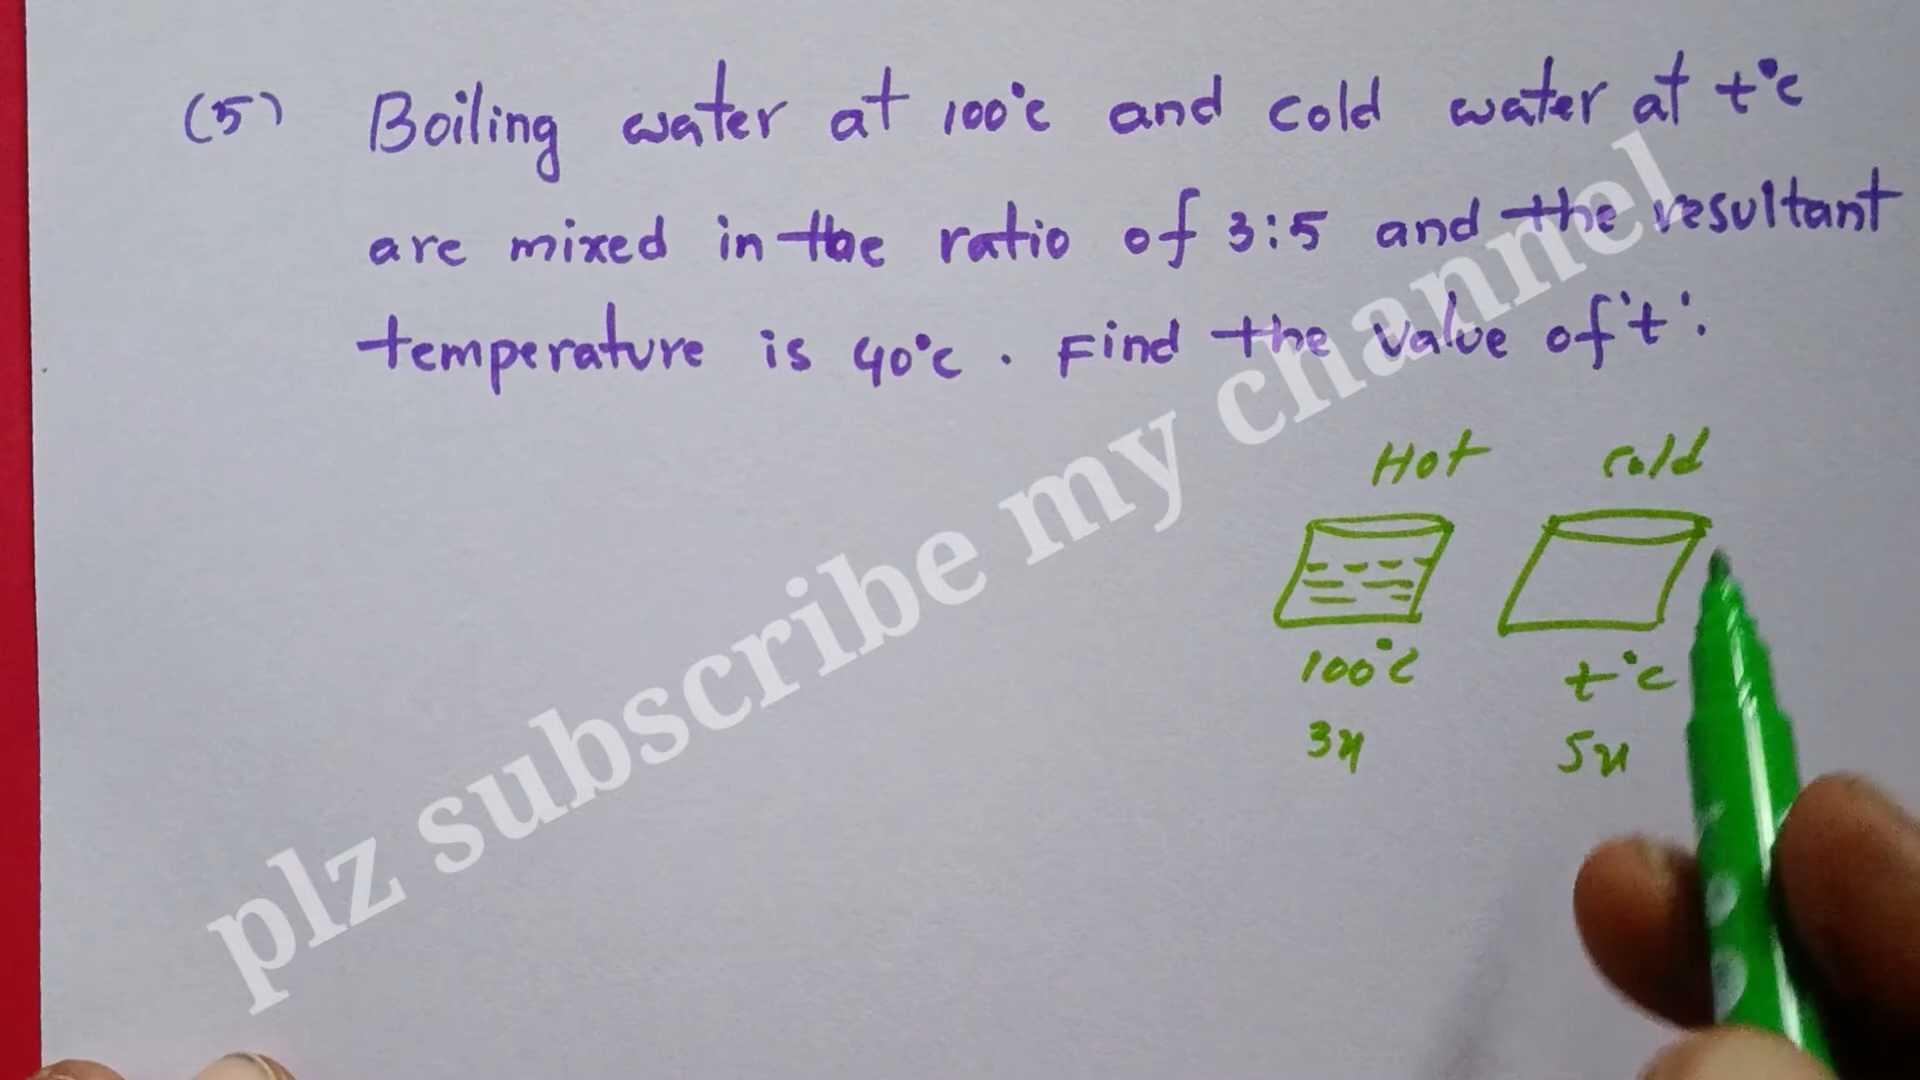 (5) Boiling water at 100°c and cold water at t°c
are mixed in the ratio of 3:5 and the resultant
temperature is 40°c. Find the value of 't'.
plz subscribe my channel
Hot Cold
100°c t°c
3x 5x